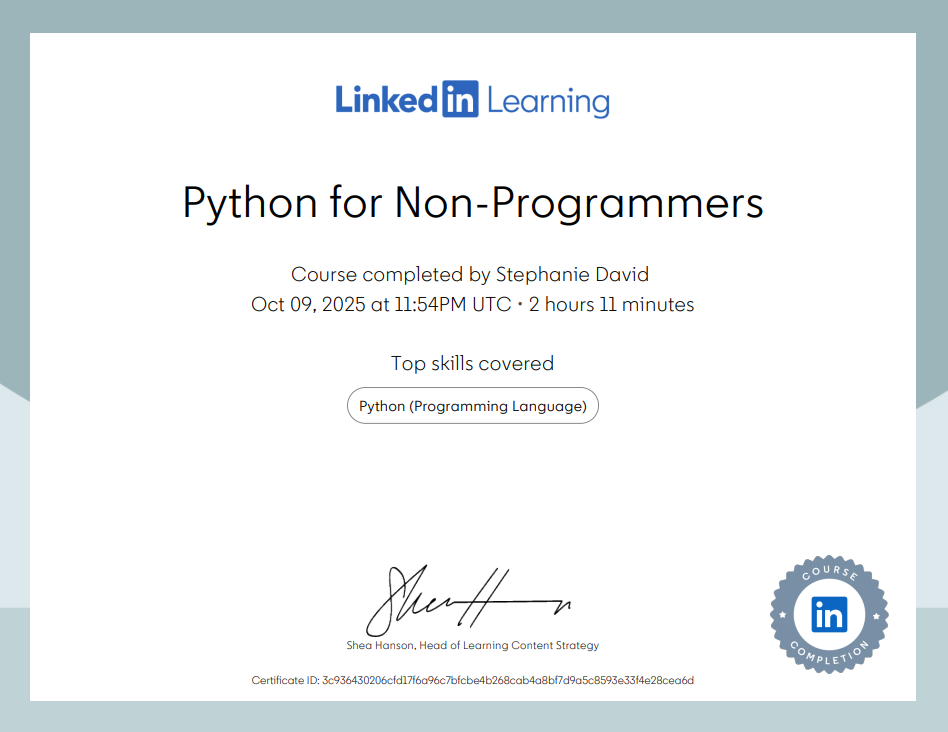 Linked in Learning
Python for Non-Programmers
Course completed by Stephanie David
Oct 09, 2025 at 11:54PM UTC • 2 hours 11 minutes
Top skills covered
Python (Programming Language)
Shea Hanson, Head of Learning Content Strategy
COURSE
in
COMPLETION
Certificate ID: 3c936430206cfd17f6a96c7bfcbe4b268cab4a8bf7d9a5c8593e33f4e28cea6d